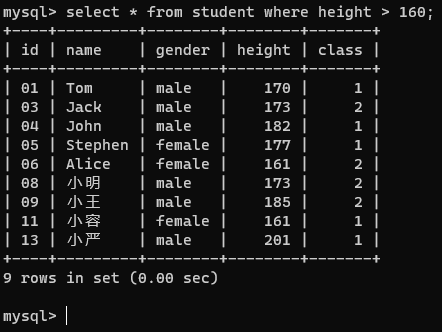 mysql> select * from student where height > 160;
+----+---------+--------+--------+-------+
| id | name    | gender | height | class |
+----+---------+--------+--------+-------+
| 01 | Tom     | male   |    170 |     1 |
| 03 | Jack    | male   |    173 |     2 |
| 04 | John    | male   |    182 |     1 |
| 05 | Stephen | female |    177 |     1 |
| 06 | Alice   | female |    161 |     2 |
| 08 | 小明    | male   |    173 |     2 |
| 09 | 小王    | male   |    185 |     2 |
| 11 | 小容    | female |    161 |     1 |
| 13 | 小严    | male   |    201 |     1 |
+----+---------+--------+--------+-------+
9 rows in set (0.00 sec)
mysql>